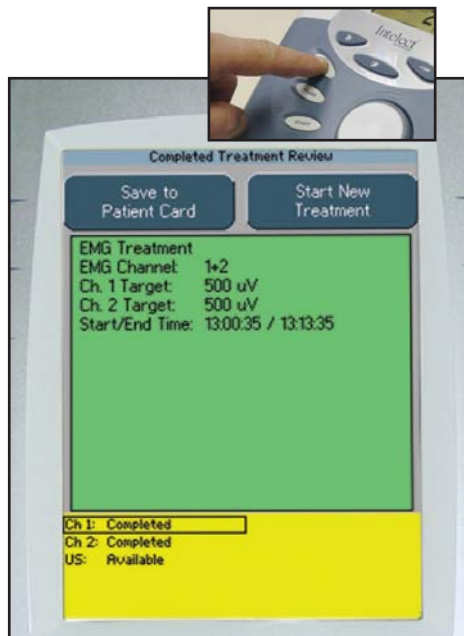 Intelect
Completed Treatment Review
Save to
Patient Card
Start New
Treatment
EMG Treatment
EMG Channel: 1+2
Ch. 1 Target: 500 uV
Ch. 2 Target: 500 uV
Start/End Time: 13:00:35 / 13:13:35
Ch 1: Completed
Ch 2: Completed
US: Available